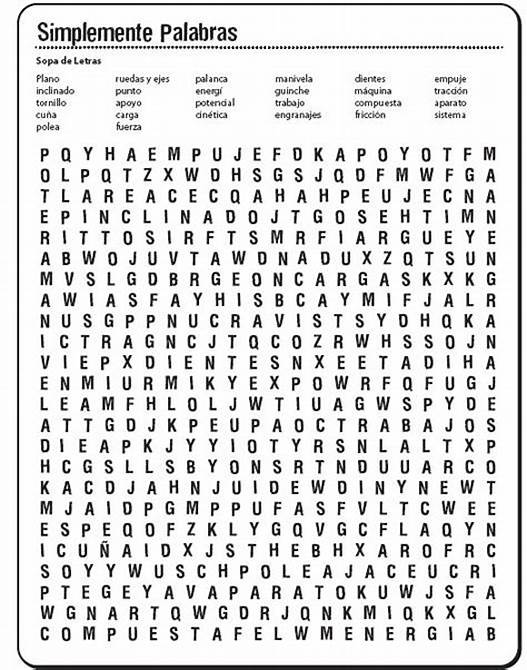 Simplemente Palabras
Sopa de Letras
Plano ruedas y ejes palanca manivela dientes empuje
inclinado punto energí guinche máquina tracción
tornillo apoyo potencial trabajo compuesta aparato
cuña carga cinética engranajes fricción sistema
polea fuerza
P Q Y H A E M P U J E F D K A P O Y O T F M
O L P Q T Z X W D H S G S J Q D F M W F G A
T L A R E A C E C Q A H A H P E U J E C N A
E P I N C L I N A D O J T G O S E H T I M N
R I T T O S I R F T S M R F I A R G U E Y E
A B W O J U V T A W D N A D U X Z Q T S U N
M V S L G D B R G E O N C A R G A S K X K G
A W I A S F A Y H I S B C A Y M I F J A L R
N U S G P P N U C R A V I S T S Y D H Q K A
I C T R A G N C J T Q C O Z R W H S S O J N
V I E P X D I E N T E S N X E E T A D I H A
E N M I U R M I K Y E X P O W R F Q F U G J
L E A M F H L O L J W T I U A G W S P Y D E
A T T G D J K P E U P A O C T R A B A J O S
D I E A P K J Y Y I O T Y R S N L A L T X P
H C G S L L S B Y O N S R T N D U U A R C O
K A C D J A H N J U I D E W D I N Y N E W T
M J A I D P G M P P U F A S F V L T C W E E
E S P E Q O F Z K L Y G Q V G C F L A Q Y N
I C U Ñ A I D X J S T H E B H X A R O F R C
S O Y Y W U S C H P O L E A J A C E U C R I
P T E G E Y A V A P A R A T O K U W J S F A
W G N A R T Q W G D R J Q N K M I Q K X G L
C O M P U E S T A F E L W M E N E R G I A B